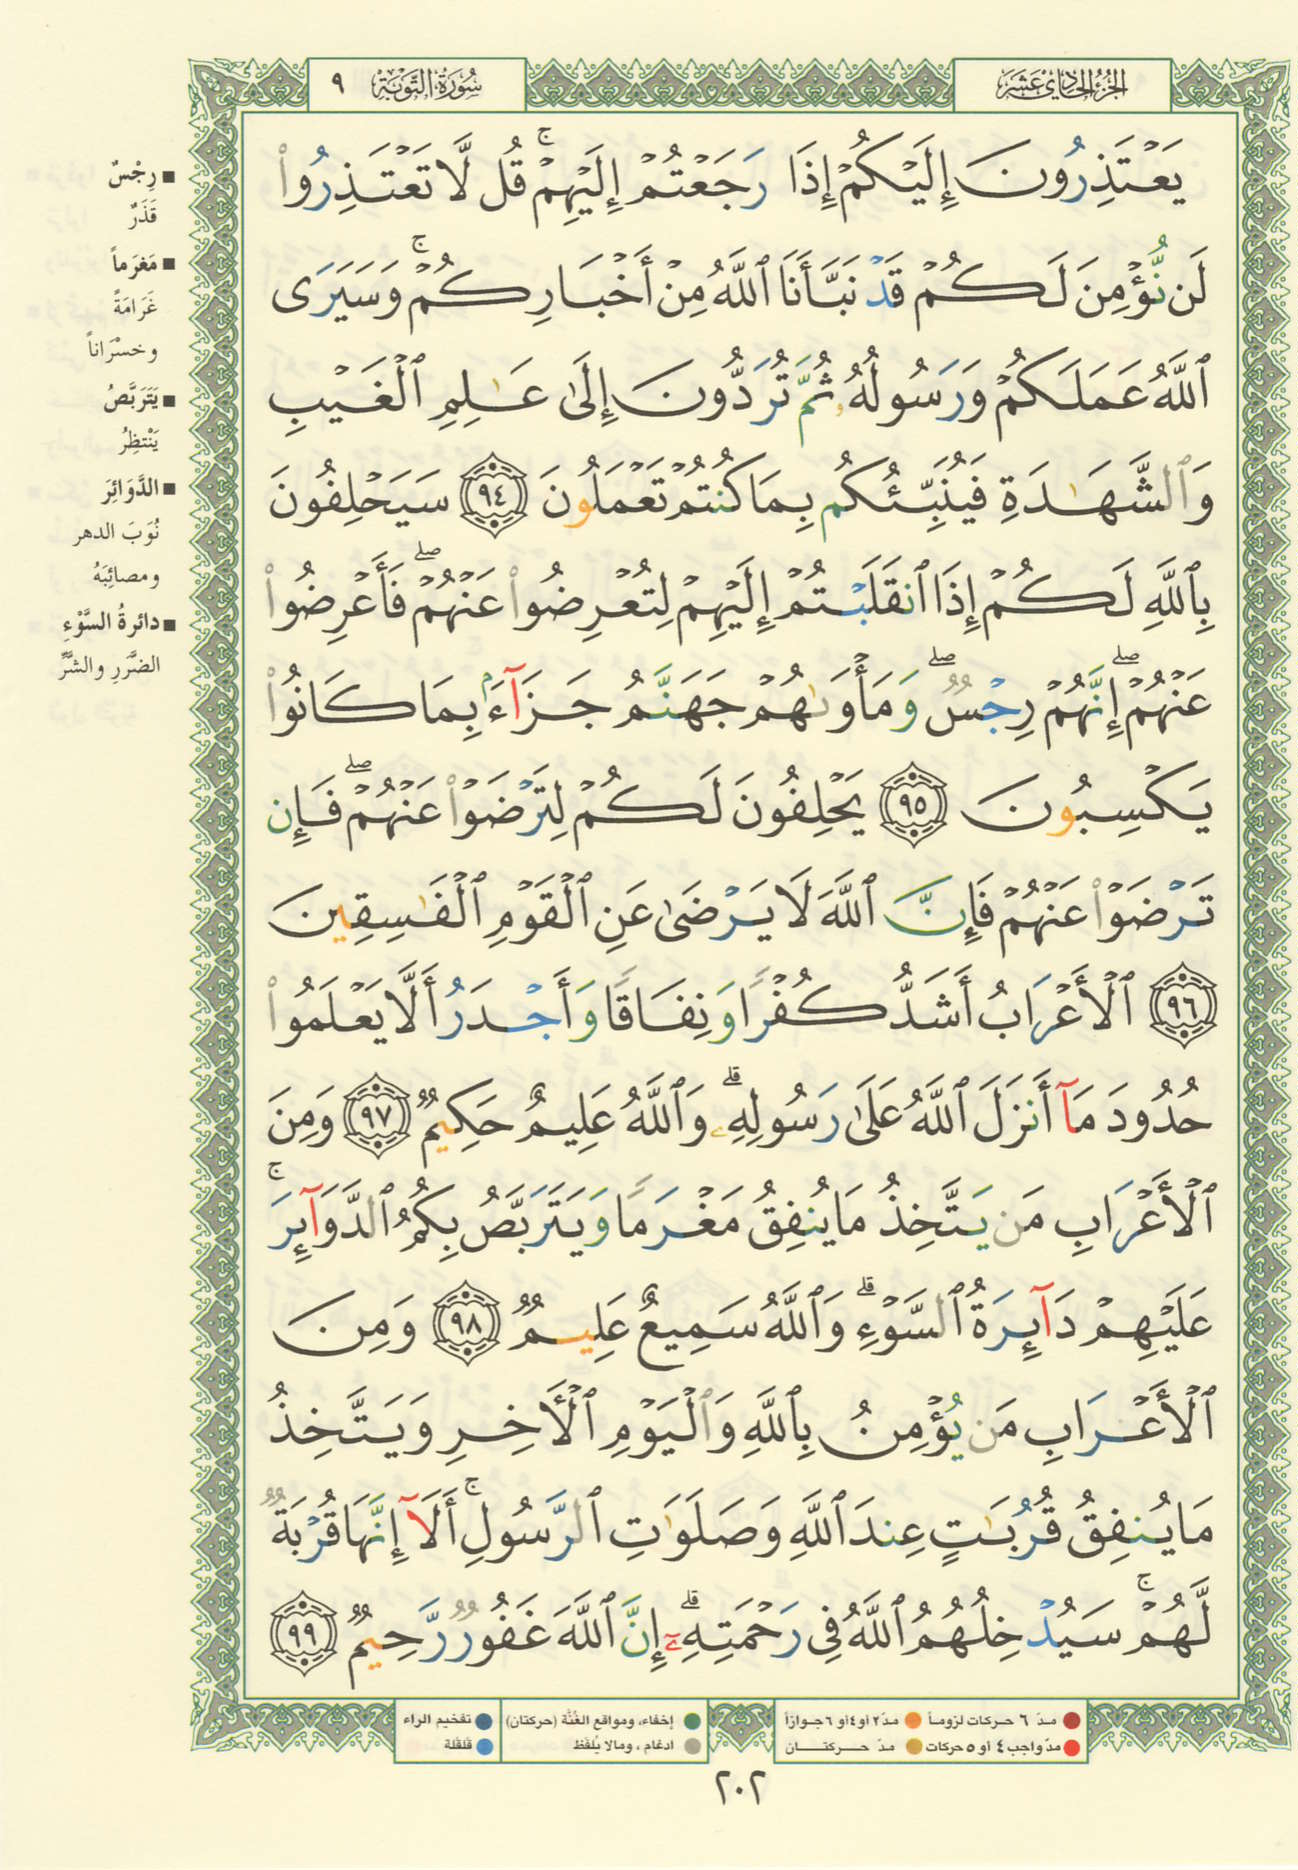 الجزء الحادي عشر
سورة التوبة ٩
يَعْتَذِرُونَ إِلَيْكُمْ إِذَا رَجَعْتُمْ إِلَيْهِمْ ۚ قُل لَّا تَعْتَذِرُوا۟
لَن نُّؤْمِنَ لَكُمْ قَدْ نَبَّأَنَا ٱللَّهُ مِنْ أَخْبَارِكُمْ ۚ وَسَيَرَى
ٱللَّهُ عَمَلَكُمْ وَرَسُولُهُۥ ثُمَّ تُرَدُّونَ إِلَىٰ عَـٰلِمِ ٱلْغَيْبِ
وَٱلشَّهَـٰدَةِ فَيُنَبِّئُكُم بِمَا كُنتُمْ تَعْمَلُونَ ٩٤ سَيَحْلِفُونَ
بِٱللَّهِ لَكُمْ إِذَا ٱنقَلَبْتُمْ إِلَيْهِمْ لِتُعْرِضُوا۟ عَنْهُمْ ۖ فَأَعْرِضُوا۟
عَنْهُمْ ۖ إِنَّهُمْ رِجْسٌ ۖ وَمَأْوَىٰهُمْ جَهَنَّمُ جَزَآءًۢ بِمَا كَانُوا۟
يَكْسِبُونَ ٩٥ يَحْلِفُونَ لَكُمْ لِتَرْضَوْا۟ عَنْهُمْ ۖ فَإِن
تَرْضَوْا۟ عَنْهُمْ فَإِنَّ ٱللَّهَ لَا يَرْضَىٰ عَنِ ٱلْقَوْمِ ٱلْفَـٰسِقِينَ
٩٦ ٱلْأَعْرَابُ أَشَدُّ كُفْرًا وَنِفَاقًا وَأَجْدَرُ أَلَّا يَعْلَمُوا۟
حُدُودَ مَآ أَنزَلَ ٱللَّهُ عَلَىٰ رَسُولِهِۦ ۗ وَٱللَّهُ عَلِيمٌ حَكِيمٌ ٩٧ وَمِنَ
ٱلْأَعْرَابِ مَن يَتَّخِذُ مَا يُنفِقُ مَغْرَمًا وَيَتَرَبَّصُ بِكُمُ ٱلدَّوَآئِرَ ۚ
عَلَيْهِمْ دَآئِرَةُ ٱلسَّوْءِ ۗ وَٱللَّهُ سَمِيعٌ عَلِيمٌ ٩٨ وَمِنَ
ٱلْأَعْرَابِ مَن يُؤْمِنُ بِٱللَّهِ وَٱلْيَوْمِ ٱلْـَٔاخِرِ وَيَتَّخِذُ
مَا يُنفِقُ قُرُبَـٰتٍ عِندَ ٱللَّهِ وَصَلَوَٰتِ ٱلرَّسُولِ ۚ أَلَآ إِنَّهَا قُرْبَةٌ
لَّهُمْ ۚ سَيُدْخِلُهُمُ ٱللَّهُ فِى رَحْمَتِهِۦٓ ۗ إِنَّ ٱللَّهَ غَفُورٌ رَّحِيمٌ ٩٩
■ رِجْسٌ
قَذَرٌ
■ مَغرَماً
غَرَامَةً
وخسْرَاناً
■ يَتَرَبَّصُ
يَنْتظِرُ
■ الدَّوَائِرَ
نُوَبَ الدهر
ومصائِبَهُ
■ دائرةُ السَّوْءِ
الضَّرَرِ والشَّرِّ
مدّ ٦ حركات لزوماً
مدّ ٢ أو ٤ أو ٦ جوازاً
إخفاء، ومواقع الغُنَّة (حركتان)
تفخيم الراء
مدّ واجب ٤ أو ٥ حركات
مدّ حركتان
ادغام ، ومالا يُلفَظ
قلقلة
٢٠٢